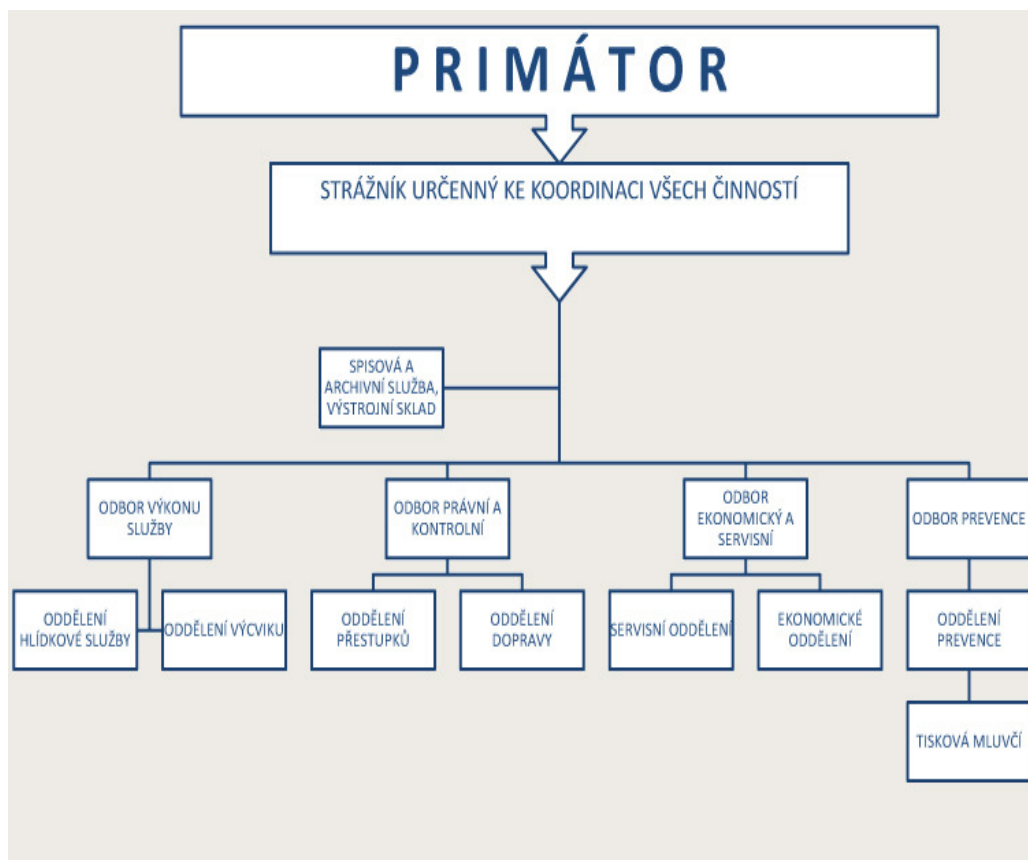 PRIMÁTOR
STRÁŽNÍK URČENNÝ KE KOORDINACI VŠECH ČINNOSTÍ
SPISOVÁ A
ARCHIVNÍ SLUŽBA,
VÝSTROJNÍ SKLAD
ODBOR VÝKONU
SLUŽBY
ODBOR PRÁVNÍ A
KONTROLNÍ
ODBOR
EKONOMICKÝ A
SERVISNÍ
ODBOR PREVENCE
ODDĚLENÍ
HLÍDKOVÉ SLUŽBY
ODDĚLENÍ VÝCVIKU
ODDĚLENÍ
PŘESTUPKŮ
ODDĚLENÍ
DOPRAVY
SERVISNÍ ODDĚLENÍ
EKONOMICKÉ
ODDĚLENÍ
ODDĚLENÍ
PREVENCE
TISKOVÁ MLUVČÍ